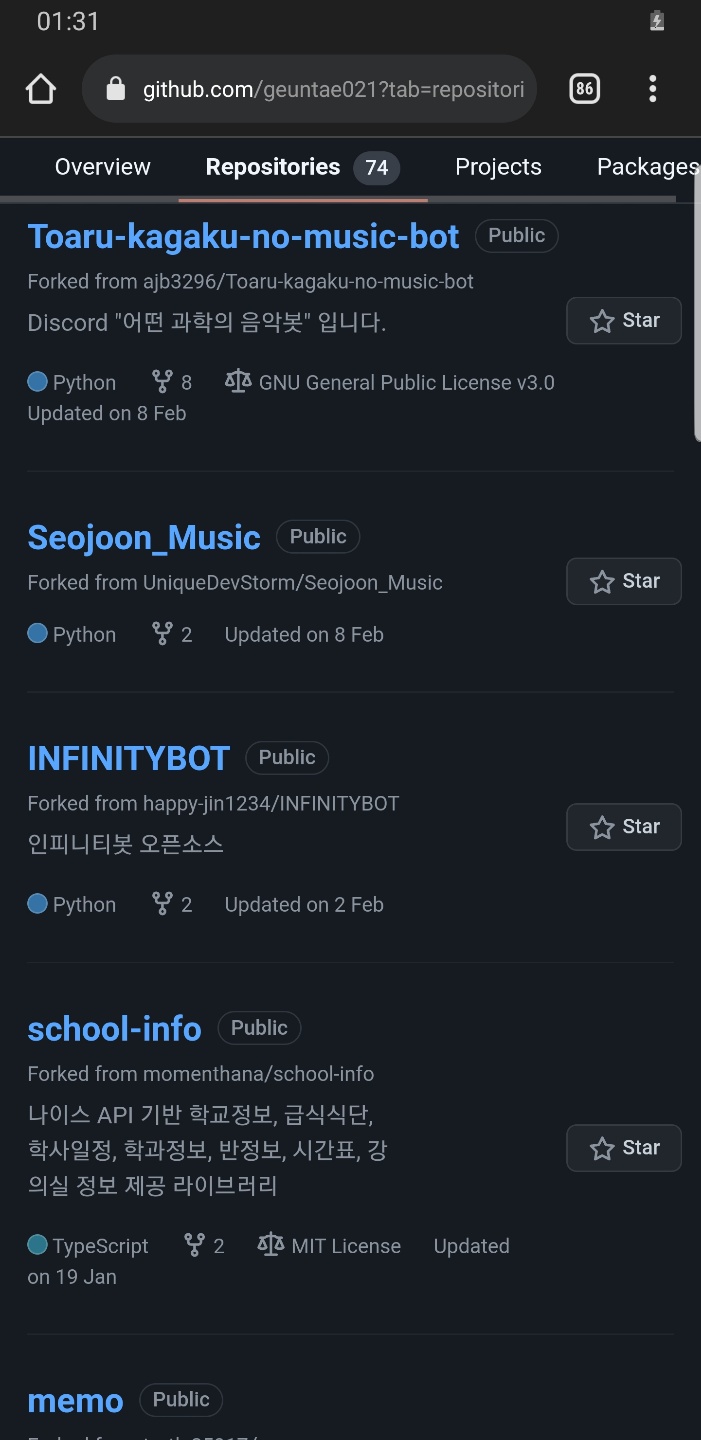 01:31
github.com/geuntae021?tab=repositori
86
Overview Repositories 74 Projects Packages
Toaru-kagaku-no-music-bot Public
Forked from ajb3296/Toaru-kagaku-no-music-bot
Discord "어떤 과학의 음악봇" 입니다.
Star
Python 8 GNU General Public License v3.0
Updated on 8 Feb
Seojoon_Music Public
Forked from UniqueDevStorm/Seojoon_Music
Star
Python 2 Updated on 8 Feb
INFINITYBOT Public
Forked from happy-jin1234/INFINITYBOT
인피니티봇 오픈소스
Star
Python 2 Updated on 2 Feb
school-info Public
Forked from momenthana/school-info
나이스 API 기반 학교정보, 급식식단,
학사일정, 학과정보, 반정보, 시간표, 강
의실 정보 제공 라이브러리
Star
TypeScript 2 MIT License Updated
on 19 Jan
memo Public